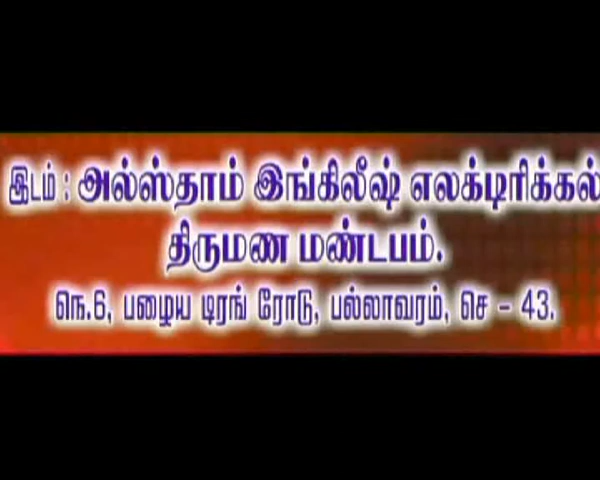 இடம் : அல்ஸ்தாம் இங்கிலீஷ் எலக்டிரிக்கல்
திருமண மண்டபம்.
நெ.6, பழைய டிரங் ரோடு, பல்லாவரம், செ - 43.